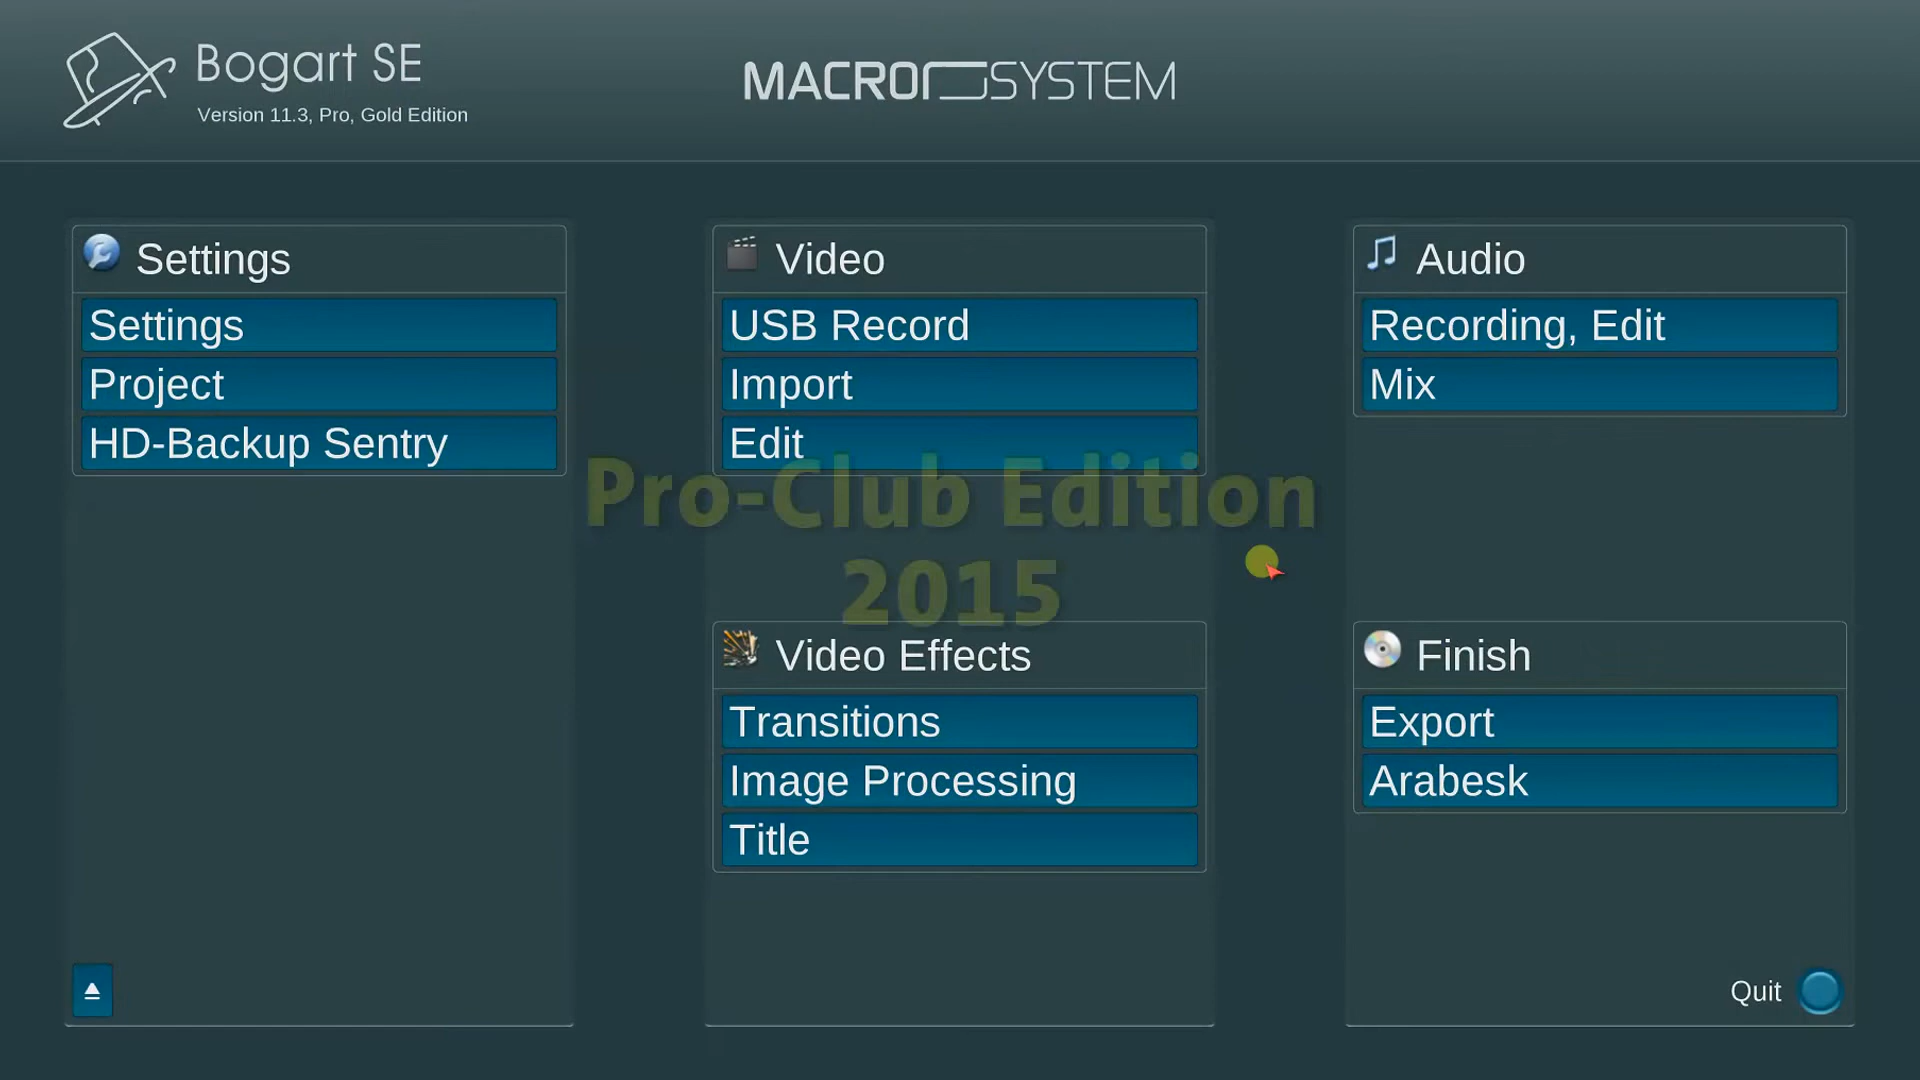 Bogart SE
Version 11.3, Pro, Gold Edition
MACROSYSTEM
Settings
Settings
Project
HD-Backup Sentry
Video
USB Record
Import
Edit
Audio
Recording, Edit
Mix
Pro-Club Edition
2015
Video Effects
Transitions
Image Processing
Title
Finish
Export
Arabesk
Quit